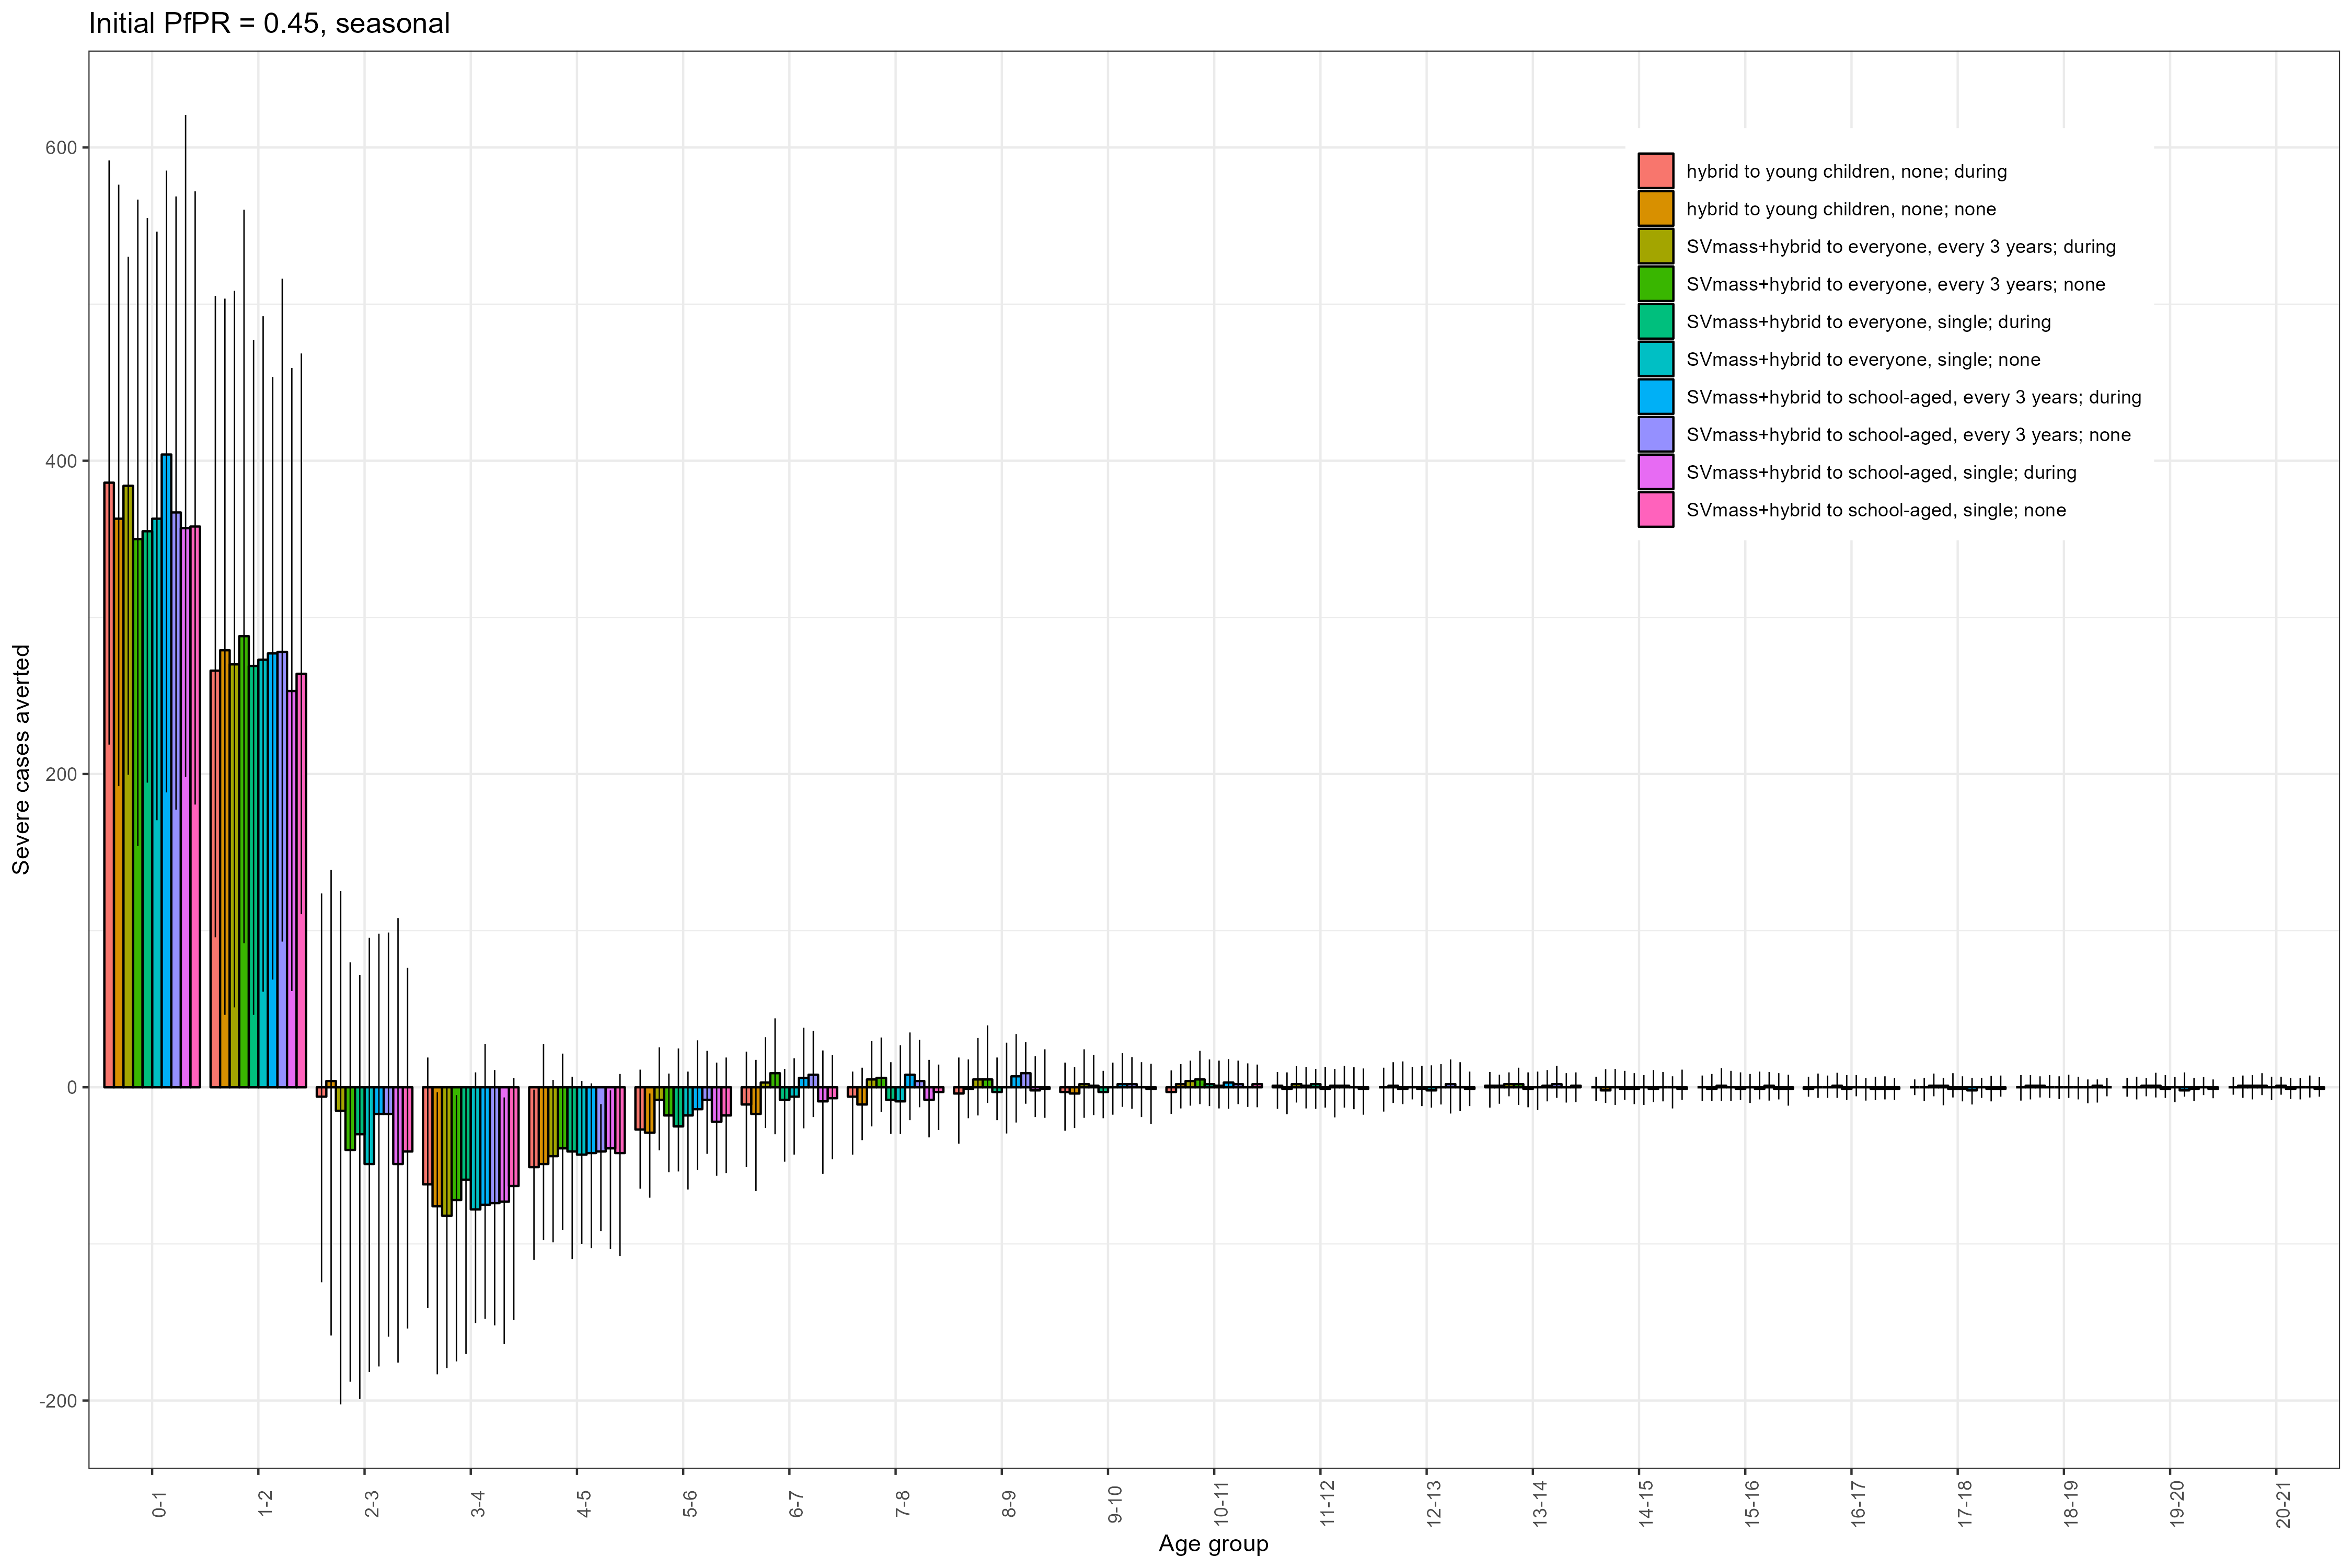 Initial PfPR = 0.45, seasonal
Severe cases averted
600
400
200
0
-200
hybrid to young children, none; during
hybrid to young children, none; none
SVmass+hybrid to everyone, every 3 years; during
SVmass+hybrid to everyone, every 3 years; none
SVmass+hybrid to everyone, single; during
SVmass+hybrid to everyone, single; none
SVmass+hybrid to school-aged, every 3 years; during
SVmass+hybrid to school-aged, every 3 years; none
SVmass+hybrid to school-aged, single; during
SVmass+hybrid to school-aged, single; none
0-1
1-2
2-3
3-4
4-5
5-6
6-7
7-8
8-9
9-10
10-11
11-12
12-13
13-14
14-15
15-16
16-17
17-18
18-19
19-20
20-21
Age group